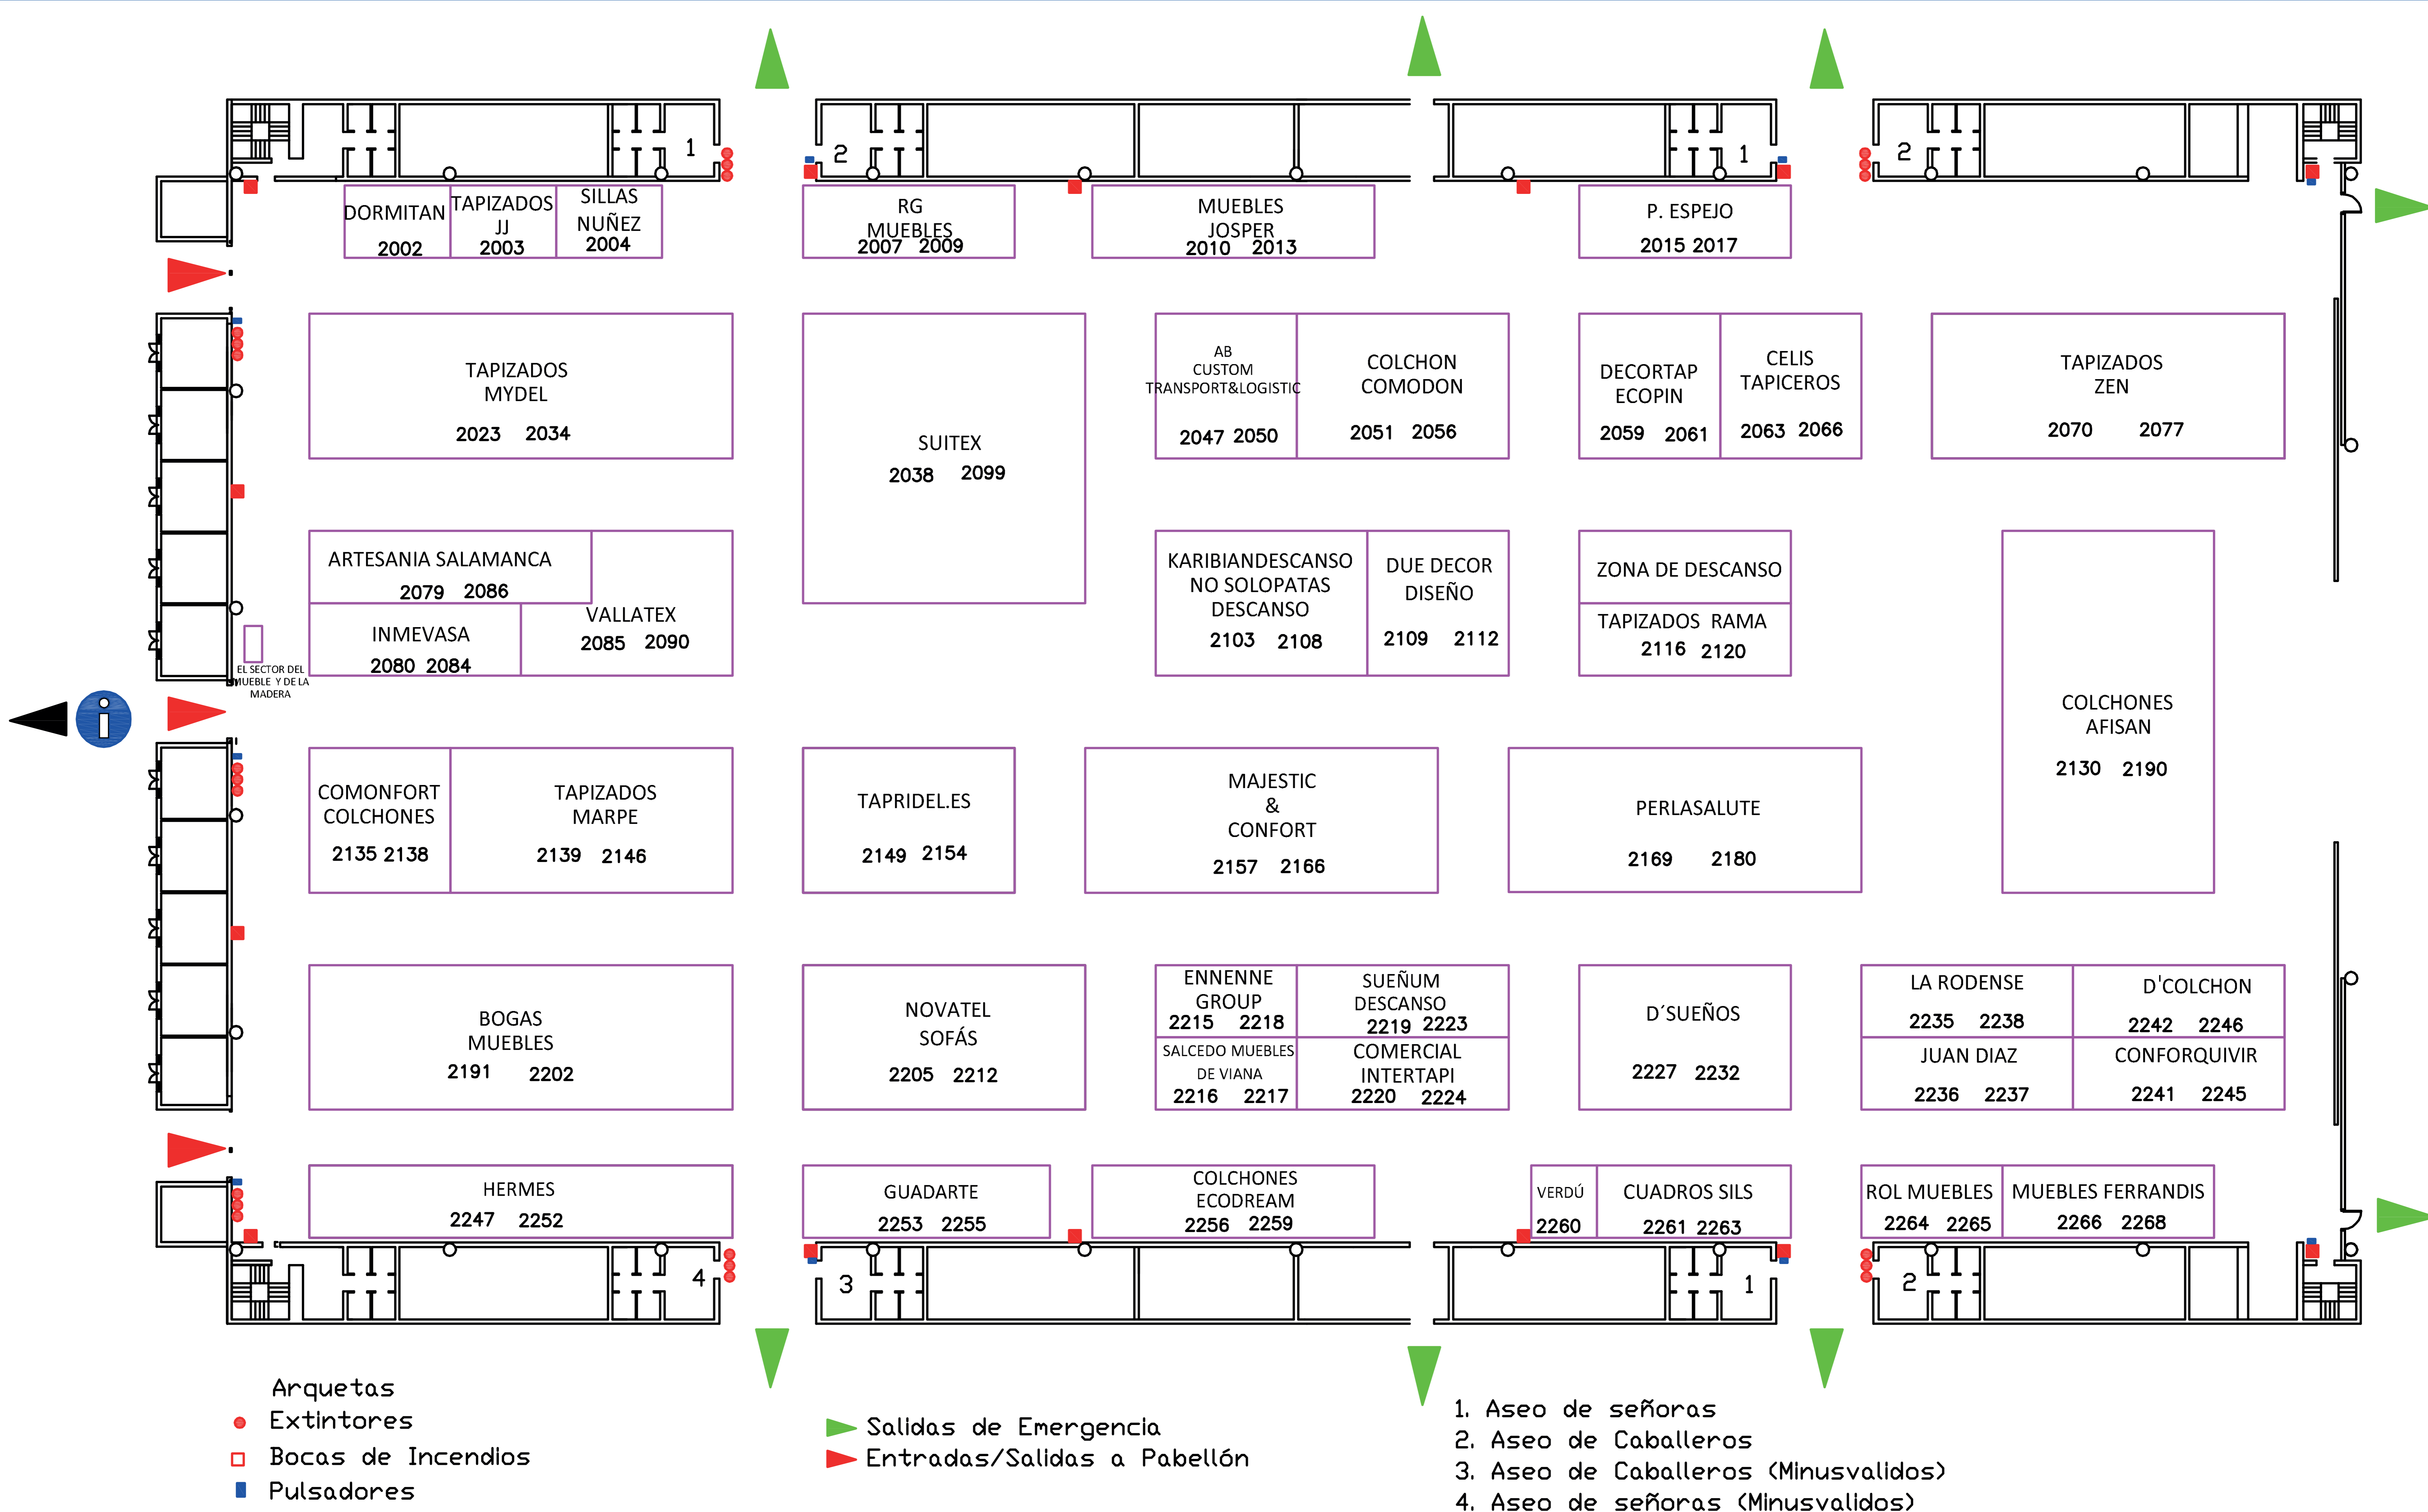 1
2
1
2
DORMITAN
2002
TAPIZADOS
JJ
2003
SILLAS
NUÑEZ
2004
RG
MUEBLES
2007 2009
MUEBLES
JOSPER
2010 2013
P. ESPEJO
2015 2017
TAPIZADOS
MYDEL
2023 2034
SUITEX
2038 2099
AB
CUSTOM
TRANSPORT&LOGISTIC
2047 2050
COLCHON
COMODON
2051 2056
DECORTAP
ECOPIN
2059 2061
CELIS
TAPICEROS
2063 2066
TAPIZADOS
ZEN
2070 2077
ARTESANIA SALAMANCA
2079 2086
INMEVASA
2080 2084
VALLATEX
2085 2090
KARIBIANDESCANSO
NO SOLOPATAS
DESCANSO
2103 2108
DUE DECOR
DISEÑO
2109 2112
ZONA DE DESCANSO
TAPIZADOS RAMA
2116 2120
COLCHONES
AFISAN
2130 2190
EL SECTOR DEL
MUEBLE Y DE LA
MADERA
i
COMONFORT
COLCHONES
2135 2138
TAPIZADOS
MARPE
2139 2146
TAPRIDEL.ES
2149 2154
MAJESTIC
&
CONFORT
2157 2166
PERLASALUTE
2169 2180
BOGAS
MUEBLES
2191 2202
NOVATEL
SOFÁS
2205 2212
ENNENNE
GROUP
2215 2218
SUEÑUM
DESCANSO
2219 2223
SALCEDO MUEBLES
DE VIANA
2216 2217
COMERCIAL
INTERTAPI
2220 2224
D´SUEÑOS
2227 2232
LA RODENSE
2235 2238
D'COLCHON
2242 2246
JUAN DIAZ
2236 2237
CONFORQUIVIR
2241 2245
HERMES
2247 2252
GUADARTE
2253 2255
COLCHONES
ECODREAM
2256 2259
VERDÚ
2260
CUADROS SILS
2261 2263
ROL MUEBLES
2264 2265
MUEBLES FERRANDIS
2266 2268
4
3
1
2
Arquetas
Extintores
Bocas de Incendios
Pulsadores
Salidas de Emergencia
Entradas/Salidas a Pabellón
1. Aseo de señoras
2. Aseo de Caballeros
3. Aseo de Caballeros (Minusvalidos)
4. Aseo de señoras (Minusvalidos)